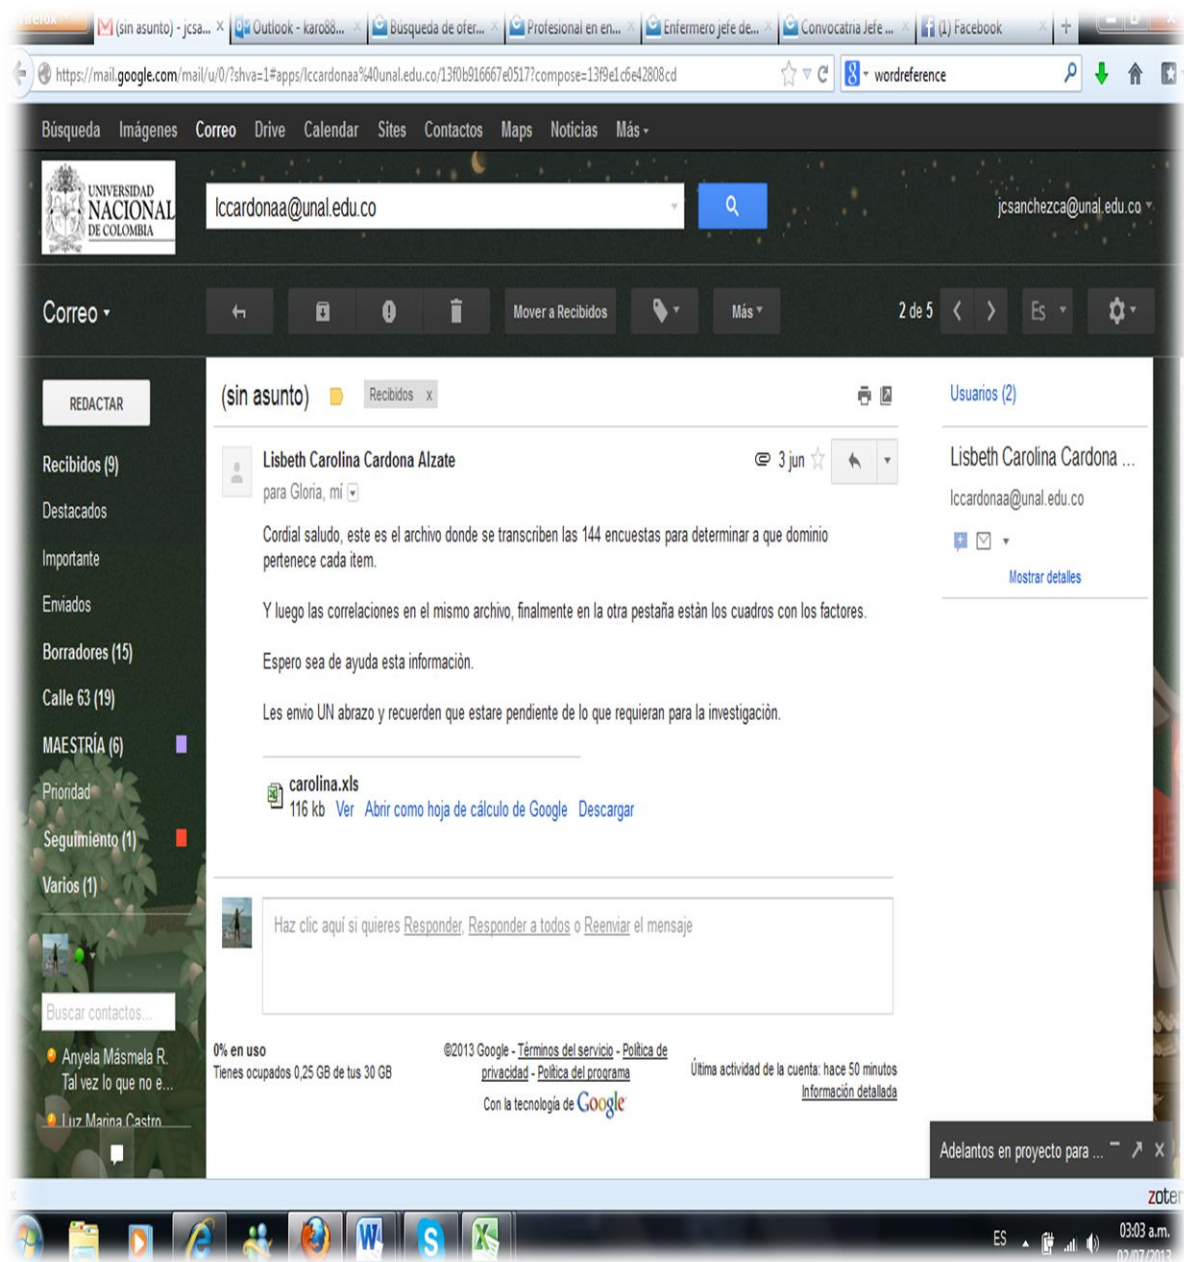 (sin asunto) - jcsa... × Outlook - karo88... × Búsqueda de ofer... × Profesional en en... × Enfermero jefe de... × Convocatria Jefe ... × (1) Facebook × +
https://mail.google.com/mail/u/0/?shva=1#apps/lccardonaa%40unal.edu.co/13f0b916667e0517?compose=13f9e1c6e42808cd wordreference
Búsqueda Imágenes Correo Drive Calendar Sites Contactos Maps Noticias Más
UNIVERSIDAD
NACIONAL
DE COLOMBIA
lccardonaa@unal.edu.co
jcsanchezca@unal.edu.co
Correo
Mover a Recibidos Más 2 de 5 Es
REDACTAR
Recibidos (9)
Destacados
Importante
Enviados
Borradores (15)
Calle 63 (19)
MAESTRÍA (6)
Prioridad
Seguimiento (1)
Varios (1)
Buscar contactos...
Anyela Másmela R.
Tal vez lo que no e...
Luz Marina Castro
(sin asunto) Recibidos x
Lisbeth Carolina Cardona Alzate 3 jun
para Gloria, mí
Cordial saludo, este es el archivo donde se transcriben las 144 encuestas para determinar a que dominio
pertenece cada item.
Y luego las correlaciones en el mismo archivo, finalmente en la otra pestaña estàn los cuadros con los factores.
Espero sea de ayuda esta informaciòn.
Les envio UN abrazo y recuerden que estare pendiente de lo que requieran para la investigaciòn.
carolina.xls
116 kb Ver Abrir como hoja de cálculo de Google Descargar
Haz clic aquí si quieres Responder, Responder a todos o Reenviar el mensaje
0% en uso
Tienes ocupados 0,25 GB de tus 30 GB
©2013 Google - Términos del servicio - Política de
privacidad - Política del programa
Con la tecnología de Google
Última actividad de la cuenta: hace 50 minutos
Información detallada
Usuarios (2)
Lisbeth Carolina Cardona ...
lccardonaa@unal.edu.co
Mostrar detalles
Adelantos en proyecto para ...
zoter
ES 03:03 a.m.
02/07/2013